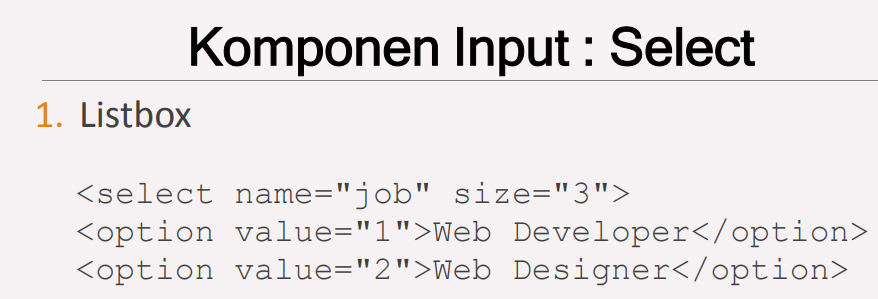 Komponen Input : Select
1. Listbox
<select name="job" size="3">
<option value="1">Web Developer</option>
<option value="2">Web Designer</option>